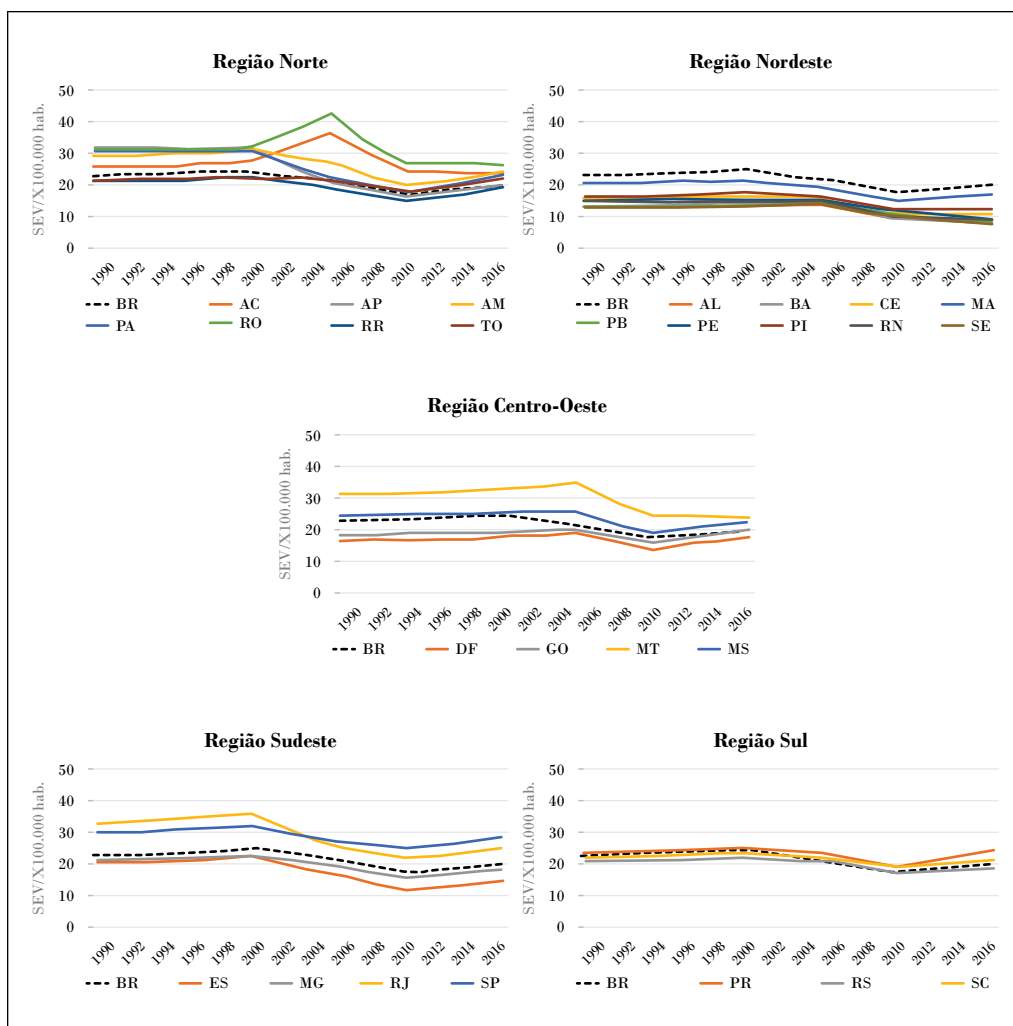 Região Norte
SEV/X100.000 hab.
50
40
30
20
10
0
1990 1992 1994 1996 1998 2000 2002 2004 2006 2008 2010 2012 2014 2016
BR AC AP AM
PA RO RR TO
Região Nordeste
SEV/X100.000 hab.
50
40
30
20
10
0
1990 1992 1994 1996 1998 2000 2002 2004 2006 2008 2010 2012 2014 2016
BR AL BA CE MA
PB PE PI RN SE
Região Centro-Oeste
SEV/X100.000 hab.
50
40
30
20
10
0
1990 1992 1994 1996 1998 2000 2002 2004 2006 2008 2010 2012 2014 2016
BR DF GO MT MS
Região Sudeste
SEV/X100.000 hab.
50
40
30
20
10
0
1990 1992 1994 1996 1998 2000 2002 2004 2006 2008 2010 2012 2014 2016
BR ES MG RJ SP
Região Sul
SEV/X100.000 hab.
50
40
30
20
10
0
1990 1992 1994 1996 1998 2000 2002 2004 2006 2008 2010 2012 2014 2016
BR PR RS SC